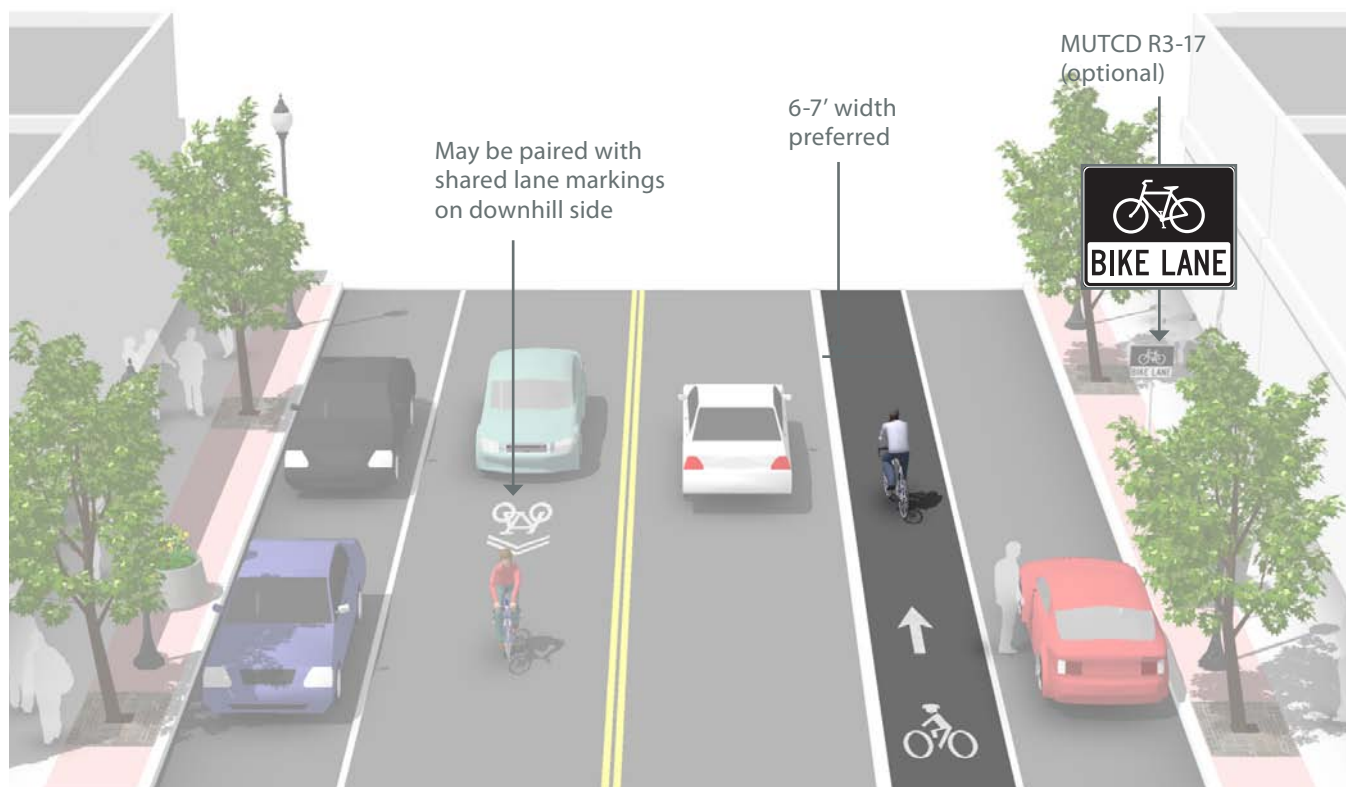 MUTCD R3-17
(optional)
6-7’ width
preferred
May be paired with
shared lane markings
on downhill side
BIKE LANE
BIKE LANE